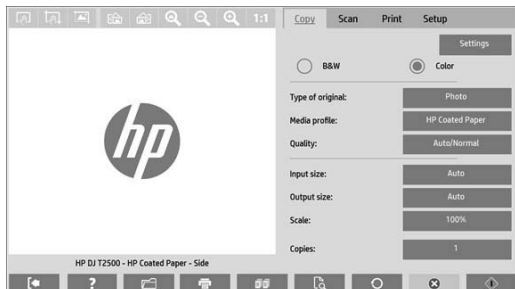 1:1
Copy Scan Print Setup
Settings
B&W Color
Type of original: Photo
Media profile: HP Coated Paper
Quality: Auto/Normal
Input size: Auto
Output size: Auto
Scale: 100%
Copies: 1
hp
HP DJ T2500 - HP Coated Paper - Side
?